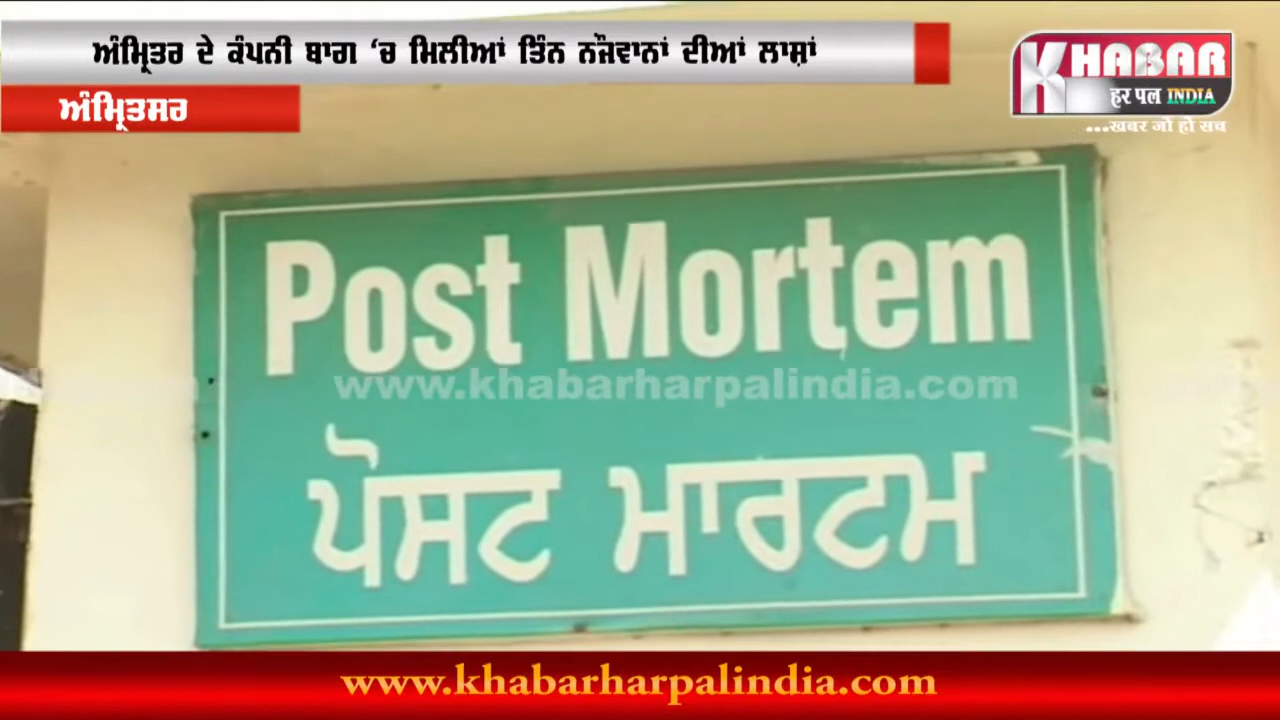 ਅੰਮ੍ਰਿਤਰ ਦੇ ਕੰਪਨੀ ਬਾਗ ‘ਚ ਮਿਲੀਆਂ ਤਿੰਨ ਨੌਜਵਾਨਾਂ ਦੀਆਂ ਲਾਸ਼ਾਂ
ਅੰਮ੍ਰਿਤਸਰ
KHABAR
हर पल INDIA
...खबर जो हो सच
Post Mortem
www.khabarharpalindia.com
ਪੋਸਟ ਮਾਰਟਮ
www.khabarharpalindia.com